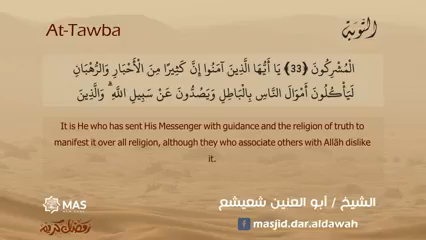 At-Tawba
التوبة
الْمُشْرِكُونَ ﴿33﴾ يَا أَيُّهَا الَّذِينَ آمَنُوا إِنَّ كَثِيرًا مِنَ الْأَحْبَارِ وَالرُّهْبَانِ
لَيَأْكُلُونَ أَمْوَالَ النَّاسِ بِالْبَاطِلِ وَيَصُدُّونَ عَنْ سَبِيلِ اللَّهِ ۗ وَالَّذِينَ
It is He who has sent His Messenger with guidance and the religion of truth to
manifest it over all religion, although they who associate others with Allāh dislike
it.
MAS
رمضان كريم
الشيخ / أبو العنين شعيشع
masjid.dar.aldawah